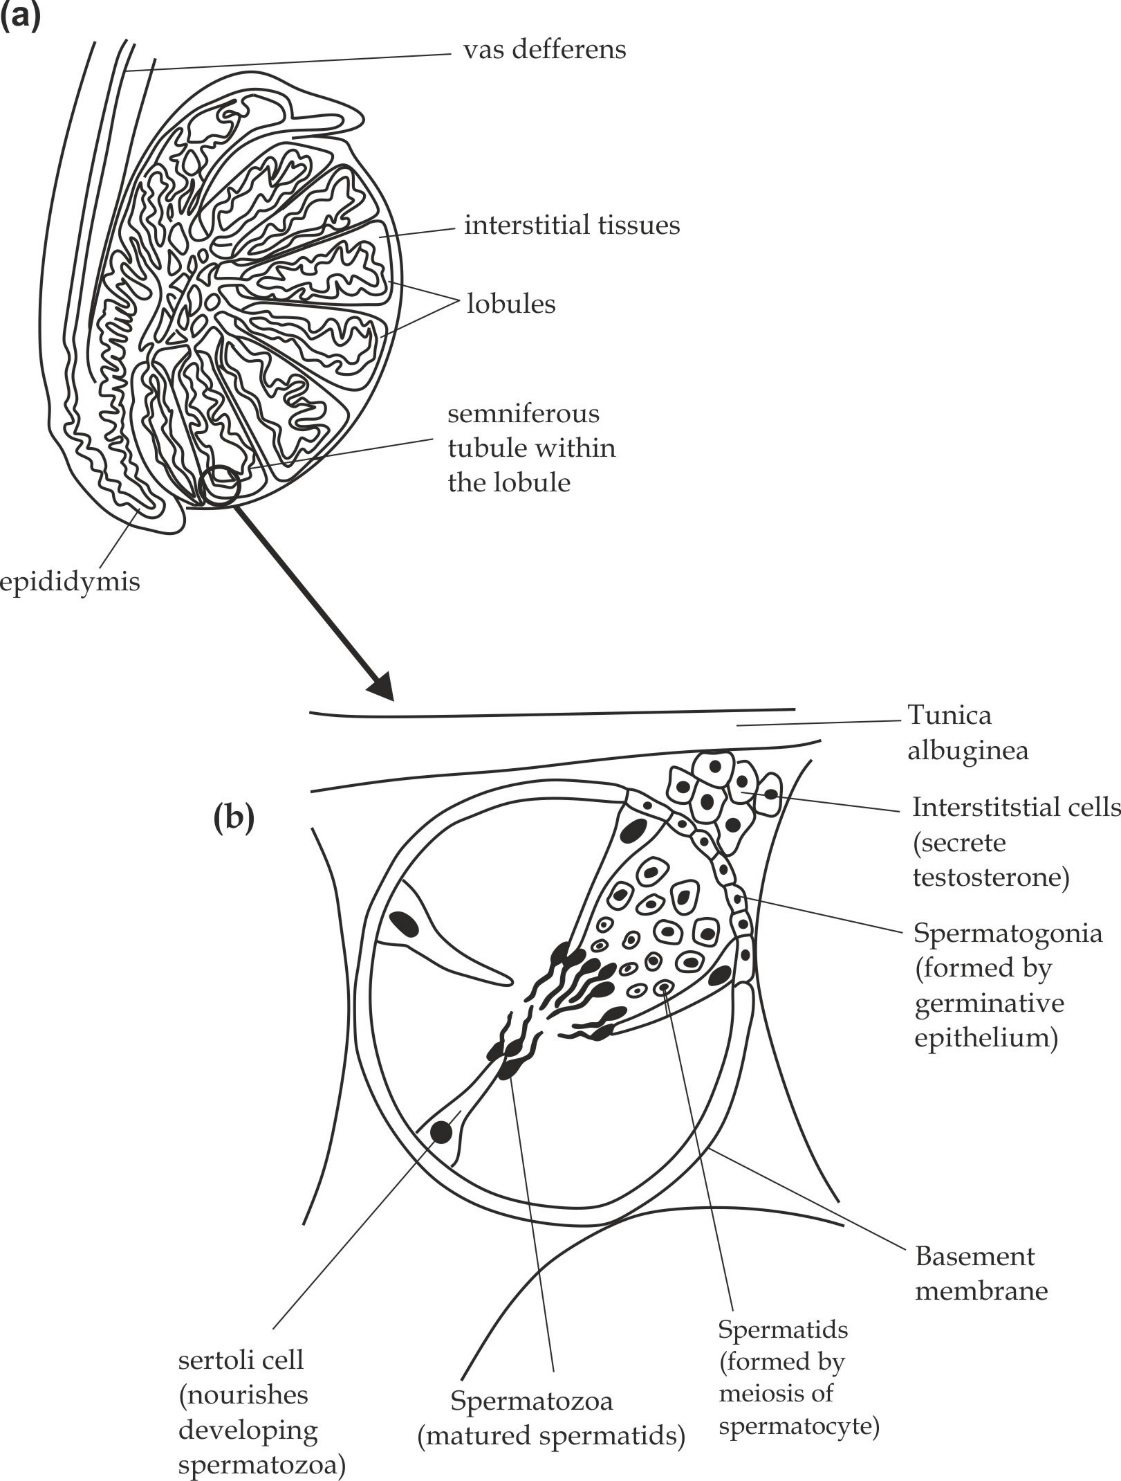 (a)
vas defferens
interstitial tissues
lobules
semniferous
tubule within
the lobule
epididymis
Tunica
albuginea
(b)
Interstitstial cells
(secrete
testosterone)
Spermatogonia
(formed by
germinative
epithelium)
Basement
membrane
Spermatids
(formed by
meiosis of
spermatocyte)
sertoli cell
(nourishes
developing
spermatozoa)
Spermatozoa
(matured spermatids)